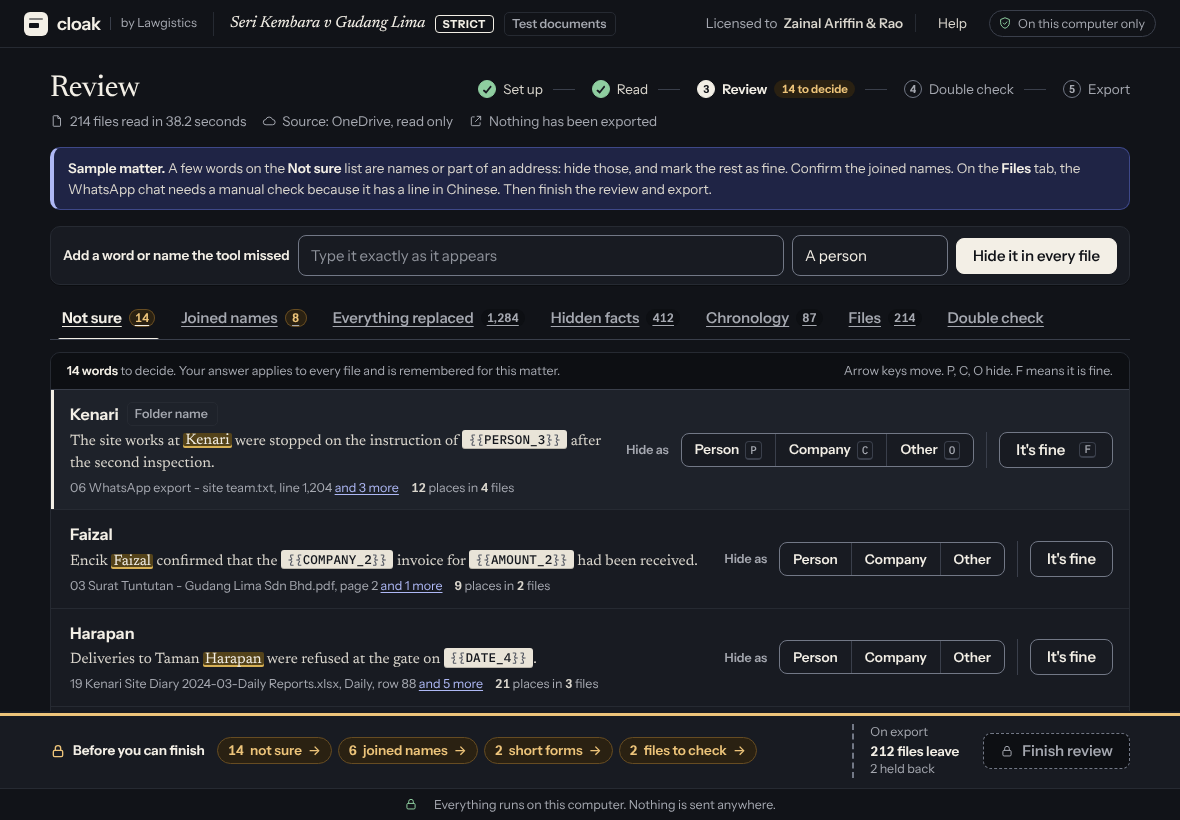 cloak by Lawgistics Seri Kembara v Gudang Lima STRICT Test documents Licensed to Zainal Ariffin & Rao Help On this computer only
Review
Set up Read 3 Review 14 to decide 4 Double check 5 Export
214 files read in 38.2 seconds Source: OneDrive, read only Nothing has been exported
Sample matter. A few words on the Not sure list are names or part of an address: hide those, and mark the rest as fine. Confirm the joined names. On the Files tab, the
WhatsApp chat needs a manual check because it has a line in Chinese. Then finish the review and export.
Add a word or name the tool missed Type it exactly as it appears A person Hide it in every file
Not sure 14 Joined names 8 Everything replaced 1,284 Hidden facts 412 Chronology 87 Files 214 Double check
14 words to decide. Your answer applies to every file and is remembered for this matter. Arrow keys move. P, C, O hide. F means it is fine.
Kenari Folder name
The site works at Kenari were stopped on the instruction of {{PERSON_3}} after
the second inspection.
Hide as Person P Company C Other O It's fine F
06 WhatsApp export - site team.txt, line 1,204 and 3 more 12 places in 4 files
Faizal
Encik Faizal confirmed that the {{COMPANY_2}} invoice for {{AMOUNT_2}} had been received.
Hide as Person Company Other It's fine
03 Surat Tuntutan - Gudang Lima Sdn Bhd.pdf, page 2 and 1 more 9 places in 2 files
Harapan
Deliveries to Taman Harapan were refused at the gate on {{DATE_4}}.
Hide as Person Company Other It's fine
19 Kenari Site Diary 2024-03-Daily Reports.xlsx, Daily, row 88 and 5 more 21 places in 3 files
Before you can finish 14 not sure → 6 joined names → 2 short forms → 2 files to check →
On export
212 files leave
2 held back
Finish review
Everything runs on this computer. Nothing is sent anywhere.